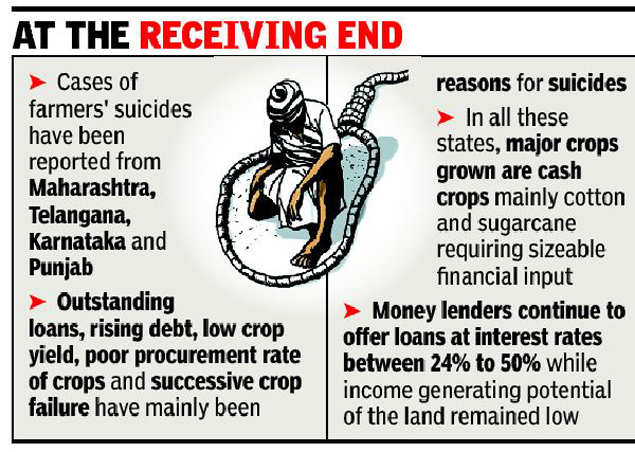 AT THE RECEIVING END
➤ Cases of
farmers' suicides
have been
reported from
Maharashtra,
Telangana,
Karnataka and
Punjab
➤ Outstanding
loans, rising debt, low crop
yield, poor procurement rate
of crops and successive crop
failure have mainly been
reasons for suicides
➤ In all these
states, major crops
grown are cash
crops mainly cotton
and sugarcane
requiring sizeable
financial input
➤ Money lenders continue to
offer loans at interest rates
between 24% to 50% while
income generating potential
of the land remained low